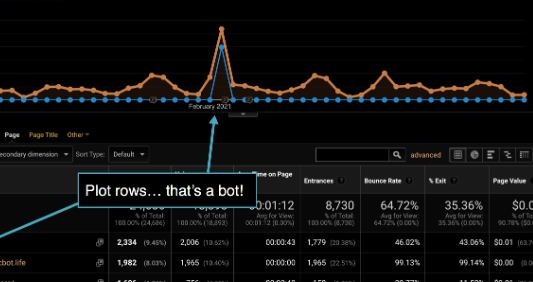 February 2021
Page Page Title Other
econdary dimension Sort Type: Default advanced
Time on Page Entrances Bounce Rate % Exit Page Value
Plot rows… that's a bot!
00:01:12 8,730 64.72% 35.36% $0.0
% of Total: % of Total: Avg for View: % of Total: Avg for View: Avg for View: % of Total:
100.00% (24,686) 100.00% (18,893) 00:01:12 (0.00%) 100.00% (8,730) 64.72% (0.00%) 35.36% (0.00%) 90.78% ($0.0
2,334 (9.45%) 2,006 (10.62%) 00:00:43 1,779 (20.38%) 46.02% 43.06% $0.01 (63.7
cbot.life 1,982 (8.03%) 1,965 (10.40%) 00:00:00 1,965 (22.51%) 99.13% 99.14% $0.00 (0.00